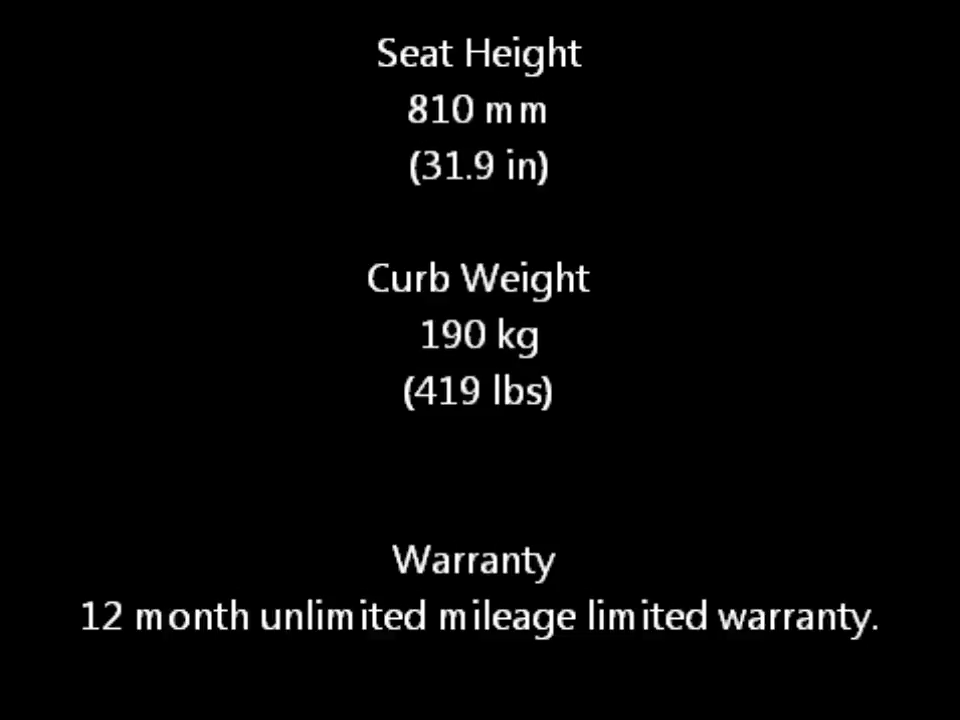 Seat Height
810 mm
(31.9 in)
Curb Weight
190 kg
(419 lbs)
Warranty
12 month unlimited mileage limited warranty.